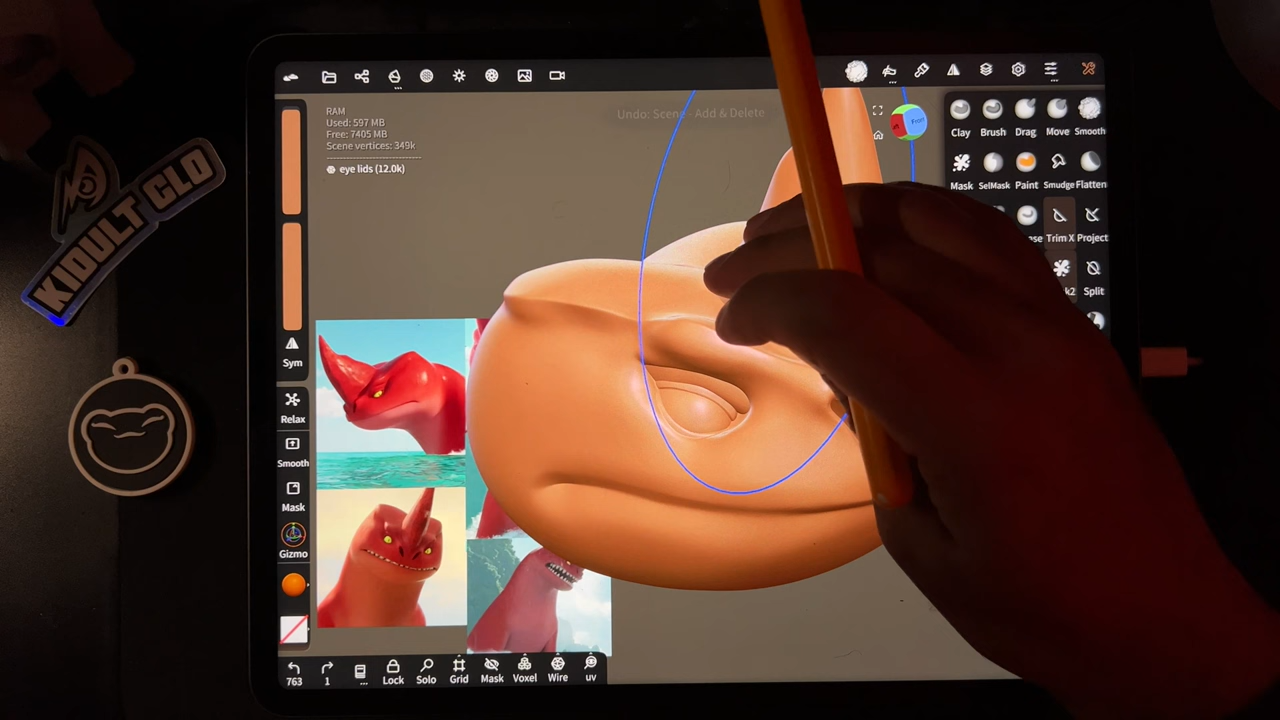 KIDULT CLO
RAM
Used: 597 MB
Free: 7405 MB
Scene vertices: 349k
eye lids (12.0k)
Undo: Scene - Add & Delete
Front
Clay
Brush
Drag
Move
Smooth
Mask
SelMask
Paint
Smudge
Flatten
Trim X
Project
Split
Sym
Relax
Smooth
Mask
Gizmo
763
1
Lock
Solo
Grid
Mask
Voxel
Wire
uv